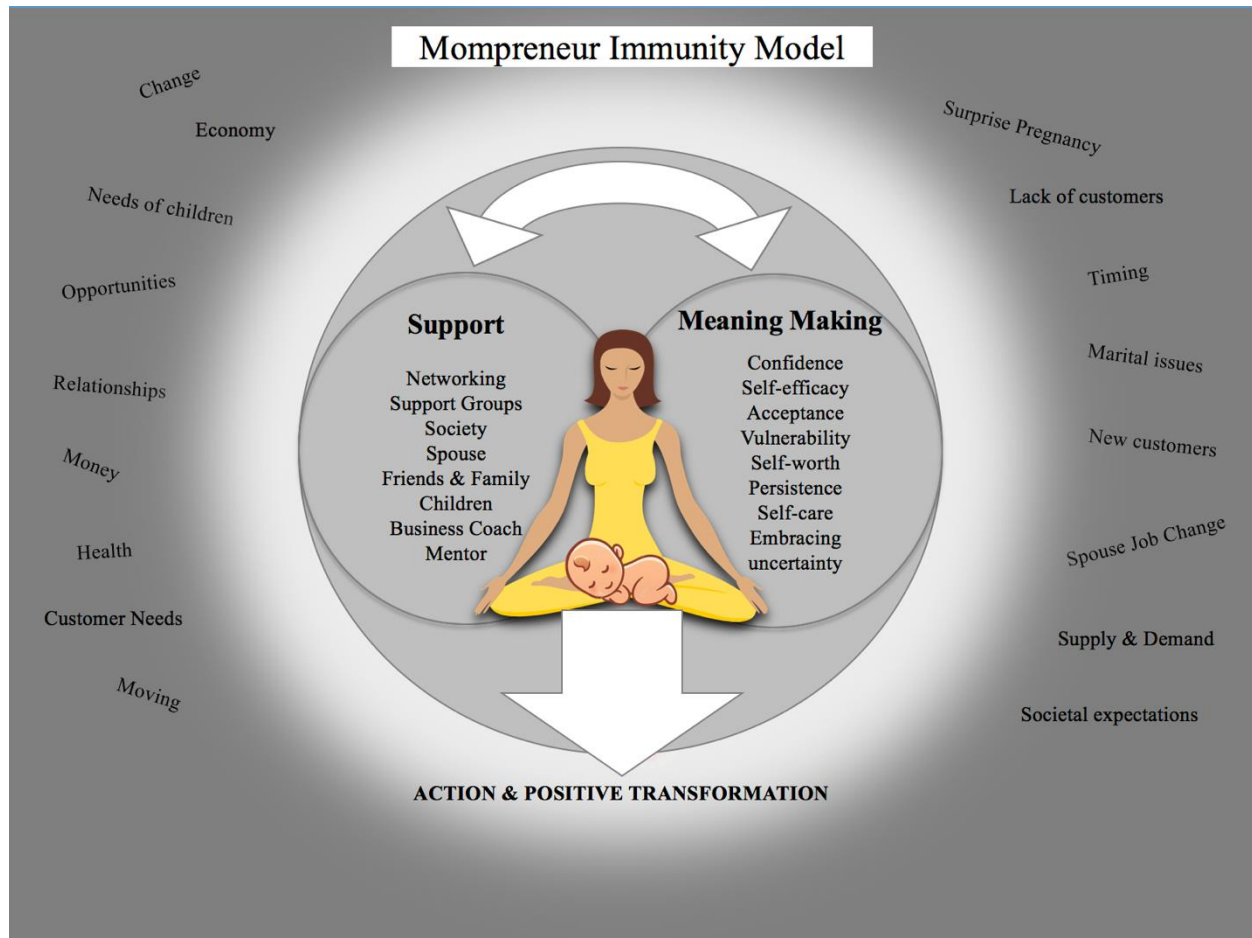 Mompreneur Immunity Model
Change
Economy
Needs of children
Opportunities
Relationships
Money
Health
Customer Needs
Moving
Support
Networking
Support Groups
Society
Spouse
Friends & Family
Children
Business Coach
Mentor
Meaning Making
Confidence
Self-efficacy
Acceptance
Vulnerability
Self-worth
Persistence
Self-care
Embracing
uncertainty
Surprise Pregnancy
Lack of customers
Timing
Marital issues
New customers
Spouse Job Change
Supply & Demand
Societal expectations
ACTION & POSITIVE TRANSFORMATION